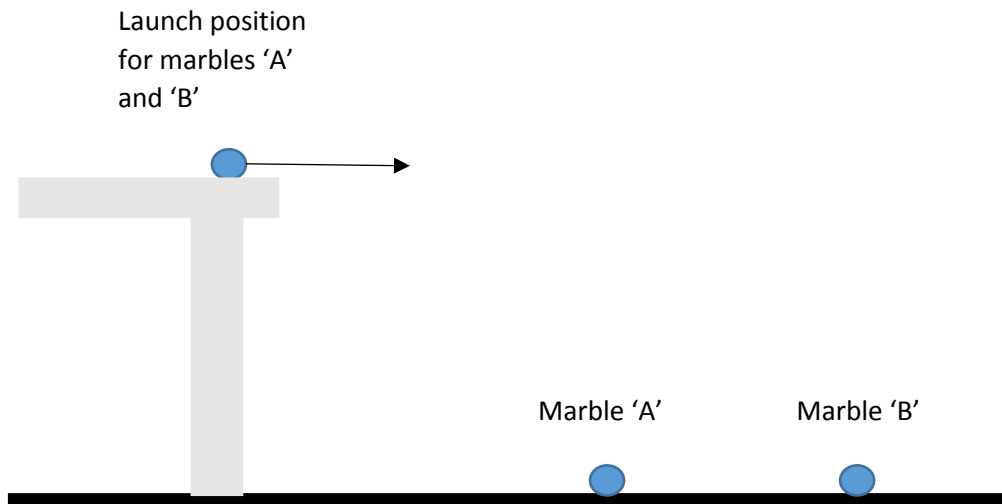 Launch position
for marbles ‘A’
and ‘B’
Marble ‘A’
Marble ‘B’